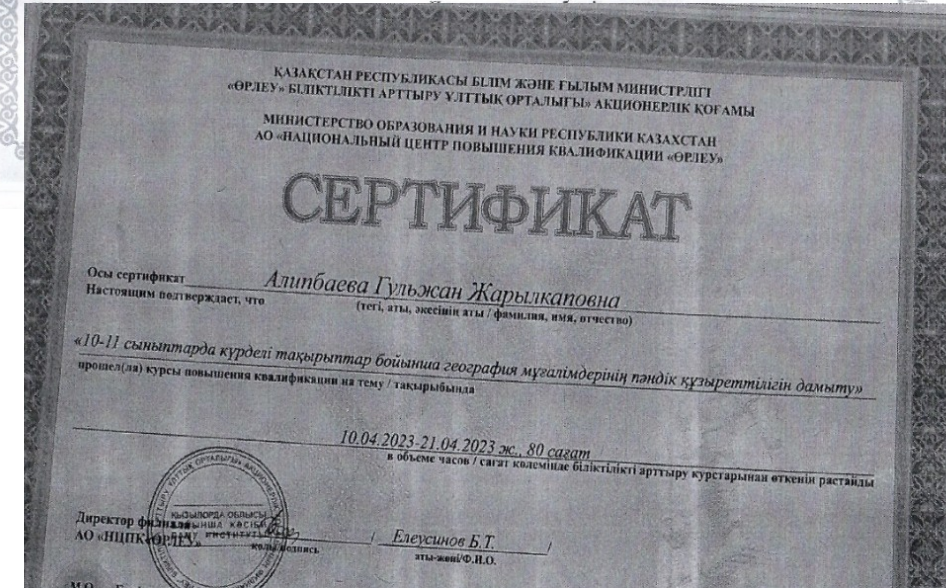 ҚАЗАҚСТАН РЕСПУБЛИКАСЫ БІЛІМ ЖӘНЕ ҒЫЛЫМ МИНИСТРЛІГІ
«ӨРЛЕУ» БІЛІКТІЛІКТІ АРТТЫРУ ҰЛТТЫҚ ОРТАЛЫҒЫ» АКЦИОНЕРЛІК ҚОҒАМЫ
МИНИСТЕРСТВО ОБРАЗОВАНИЯ И НАУКИ РЕСПУБЛИКИ КАЗАХСТАН
АО «НАЦИОНАЛЬНЫЙ ЦЕНТР ПОВЫШЕНИЯ КВАЛИФИКАЦИИ «ӨРЛЕУ»
СЕРТИФИКАТ
Осы сертификат Алипбаева Гульжан Жарылкаповна
Настоящим подтверждает, что (тегі, аты, әкесінің аты / фамилия, имя, отчество)
«10-11 сыныптарда күрделі тақырыптар бойынша география мұғалімдерінің пәндік құзыреттілігін дамыту»
прошел(ла) курсы повышения квалификации на тему / тақырыбында
10.04.2023-21.04.2023 ж., 80 сағат
в объеме часов / сағат көлемінде біліктілікті арттыру курстарынан өткенін растайды
ҚЫЗЫЛОРДА ОБЛЫСЫ
Директор филиала
АО «НЦПК«ӨРЛЕУ» / Елеусинов Б.Т. /
қолы/подпись аты-жөні/Ф.И.О.